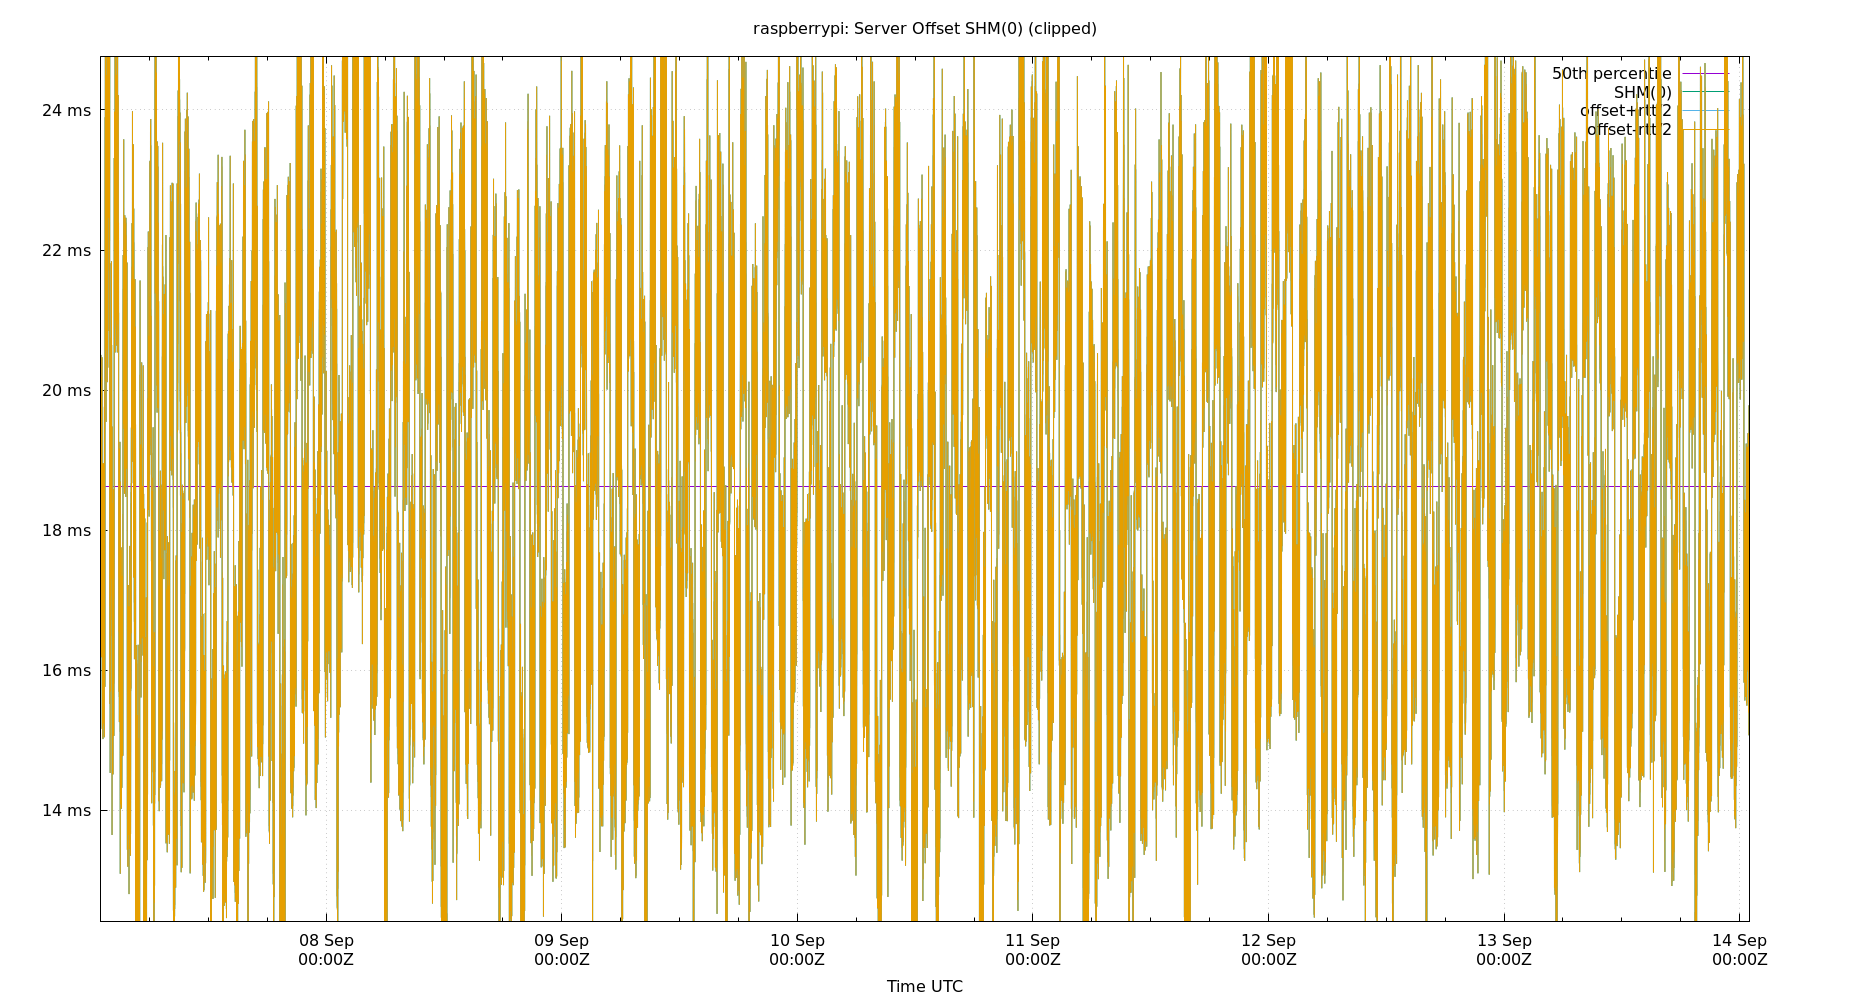 raspberrypi: Server Offset SHM(0) (clipped)
50th percentile
SHM(0)
offset+rtt/2
offset-rtt/2
24 ms
22 ms
20 ms
18 ms
16 ms
14 ms
08 Sep 09 Sep 10 Sep 11 Sep 12 Sep 13 Sep 14 Sep
00:00Z 00:00Z 00:00Z 00:00Z 00:00Z 00:00Z 00:00Z
Time UTC